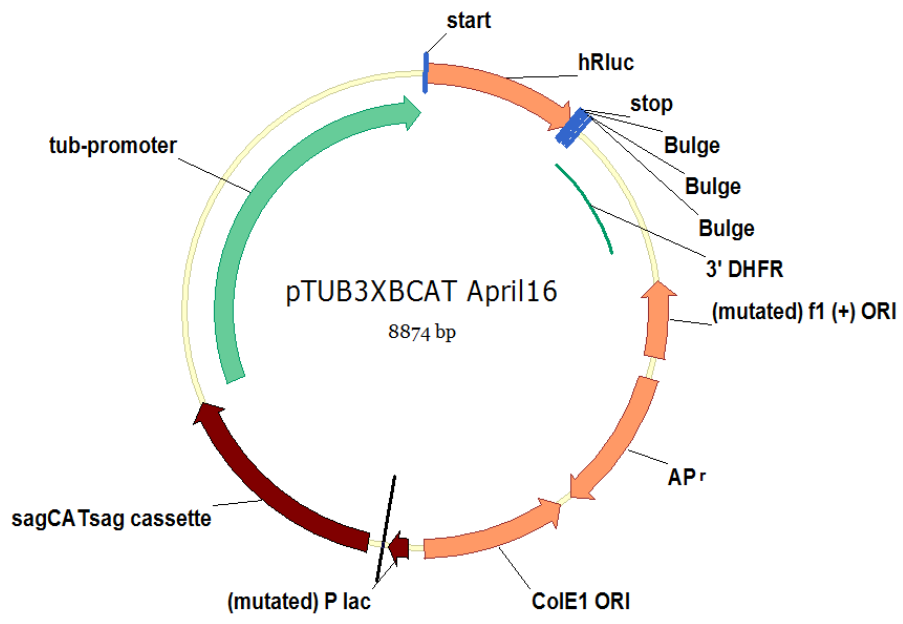 start
hRluc
stop
Bulge
Bulge
Bulge
3' DHFR
tub-promoter
pTUB3XBCAT April16
8874 bp
(mutated) f1 (+) ORI
APr
sagCATsag cassette
(mutated) P lac
ColE1 ORI